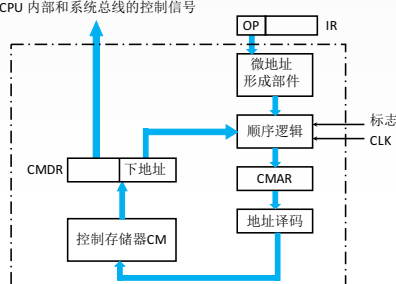 CPU 内部和系统总线的控制信号
OP
IR
微地址
形成部件
顺序逻辑
标志
CLK
CMDR
下地址
CMAR
控制存储器CM
地址译码